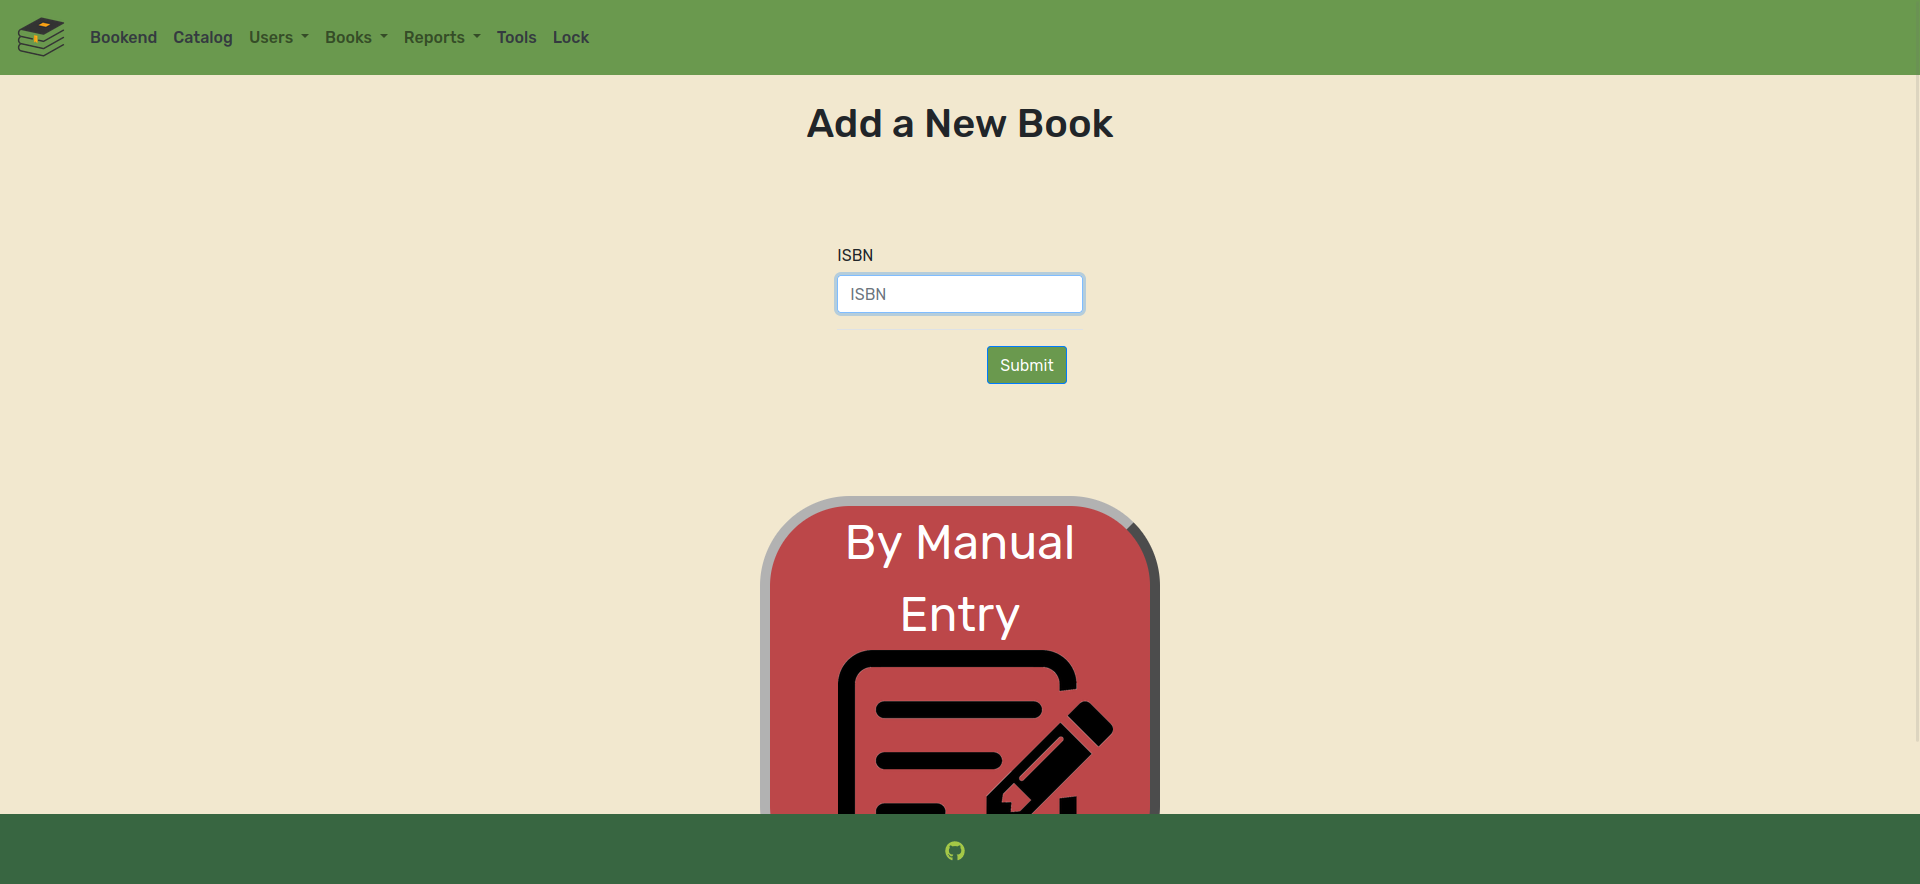 Bookend Catalog Users Books Reports Tools Lock
Add a New Book
ISBN
ISBN
Submit
By Manual
Entry